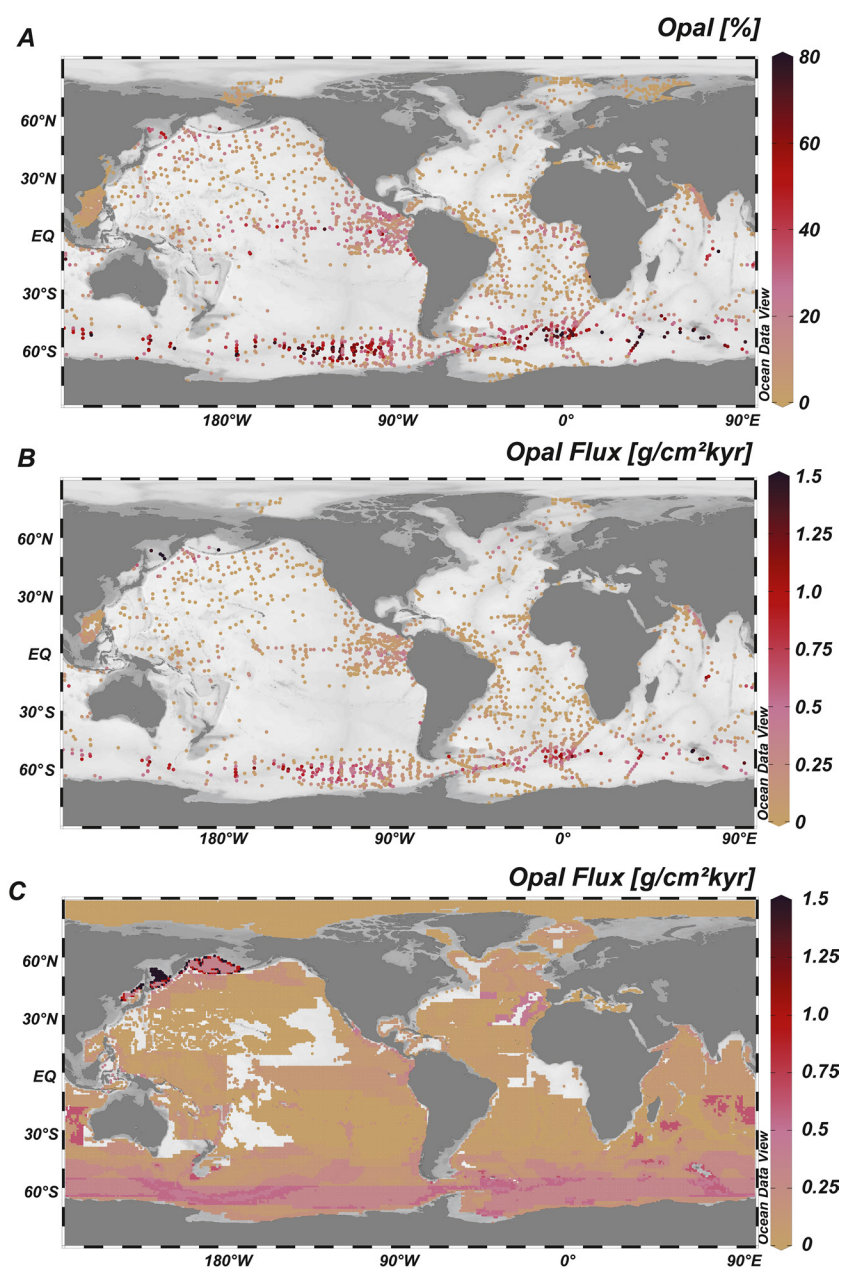 A
Opal [%]
80
60
40
20
0
60°N
30°N
EQ
30°S
60°S
Ocean Data View
180°W
90°W
0°
90°E
B
Opal Flux [g/cm²kyr]
1.5
1.25
1.0
0.75
0.5
0.25
0
60°N
30°N
EQ
30°S
60°S
Ocean Data View
180°W
90°W
0°
90°E
C
Opal Flux [g/cm²kyr]
1.5
1.25
1.0
0.75
0.5
0.25
0
60°N
30°N
EQ
30°S
60°S
Ocean Data View
180°W
90°W
0°
90°E